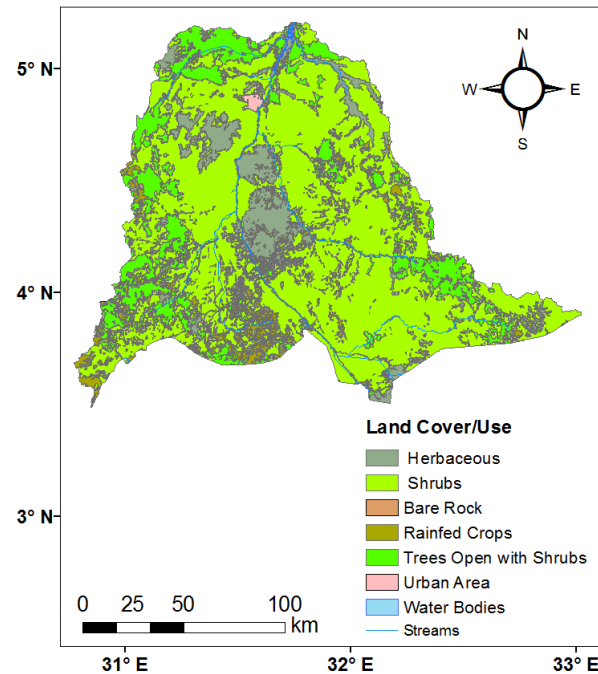 N
W E
S
5° N
4° N
3° N
Land Cover/Use
Herbaceous
Shrubs
Bare Rock
Rainfed Crops
Trees Open with Shrubs
Urban Area
Water Bodies
Streams
0 25 50 100
km
31° E 32° E 33° E